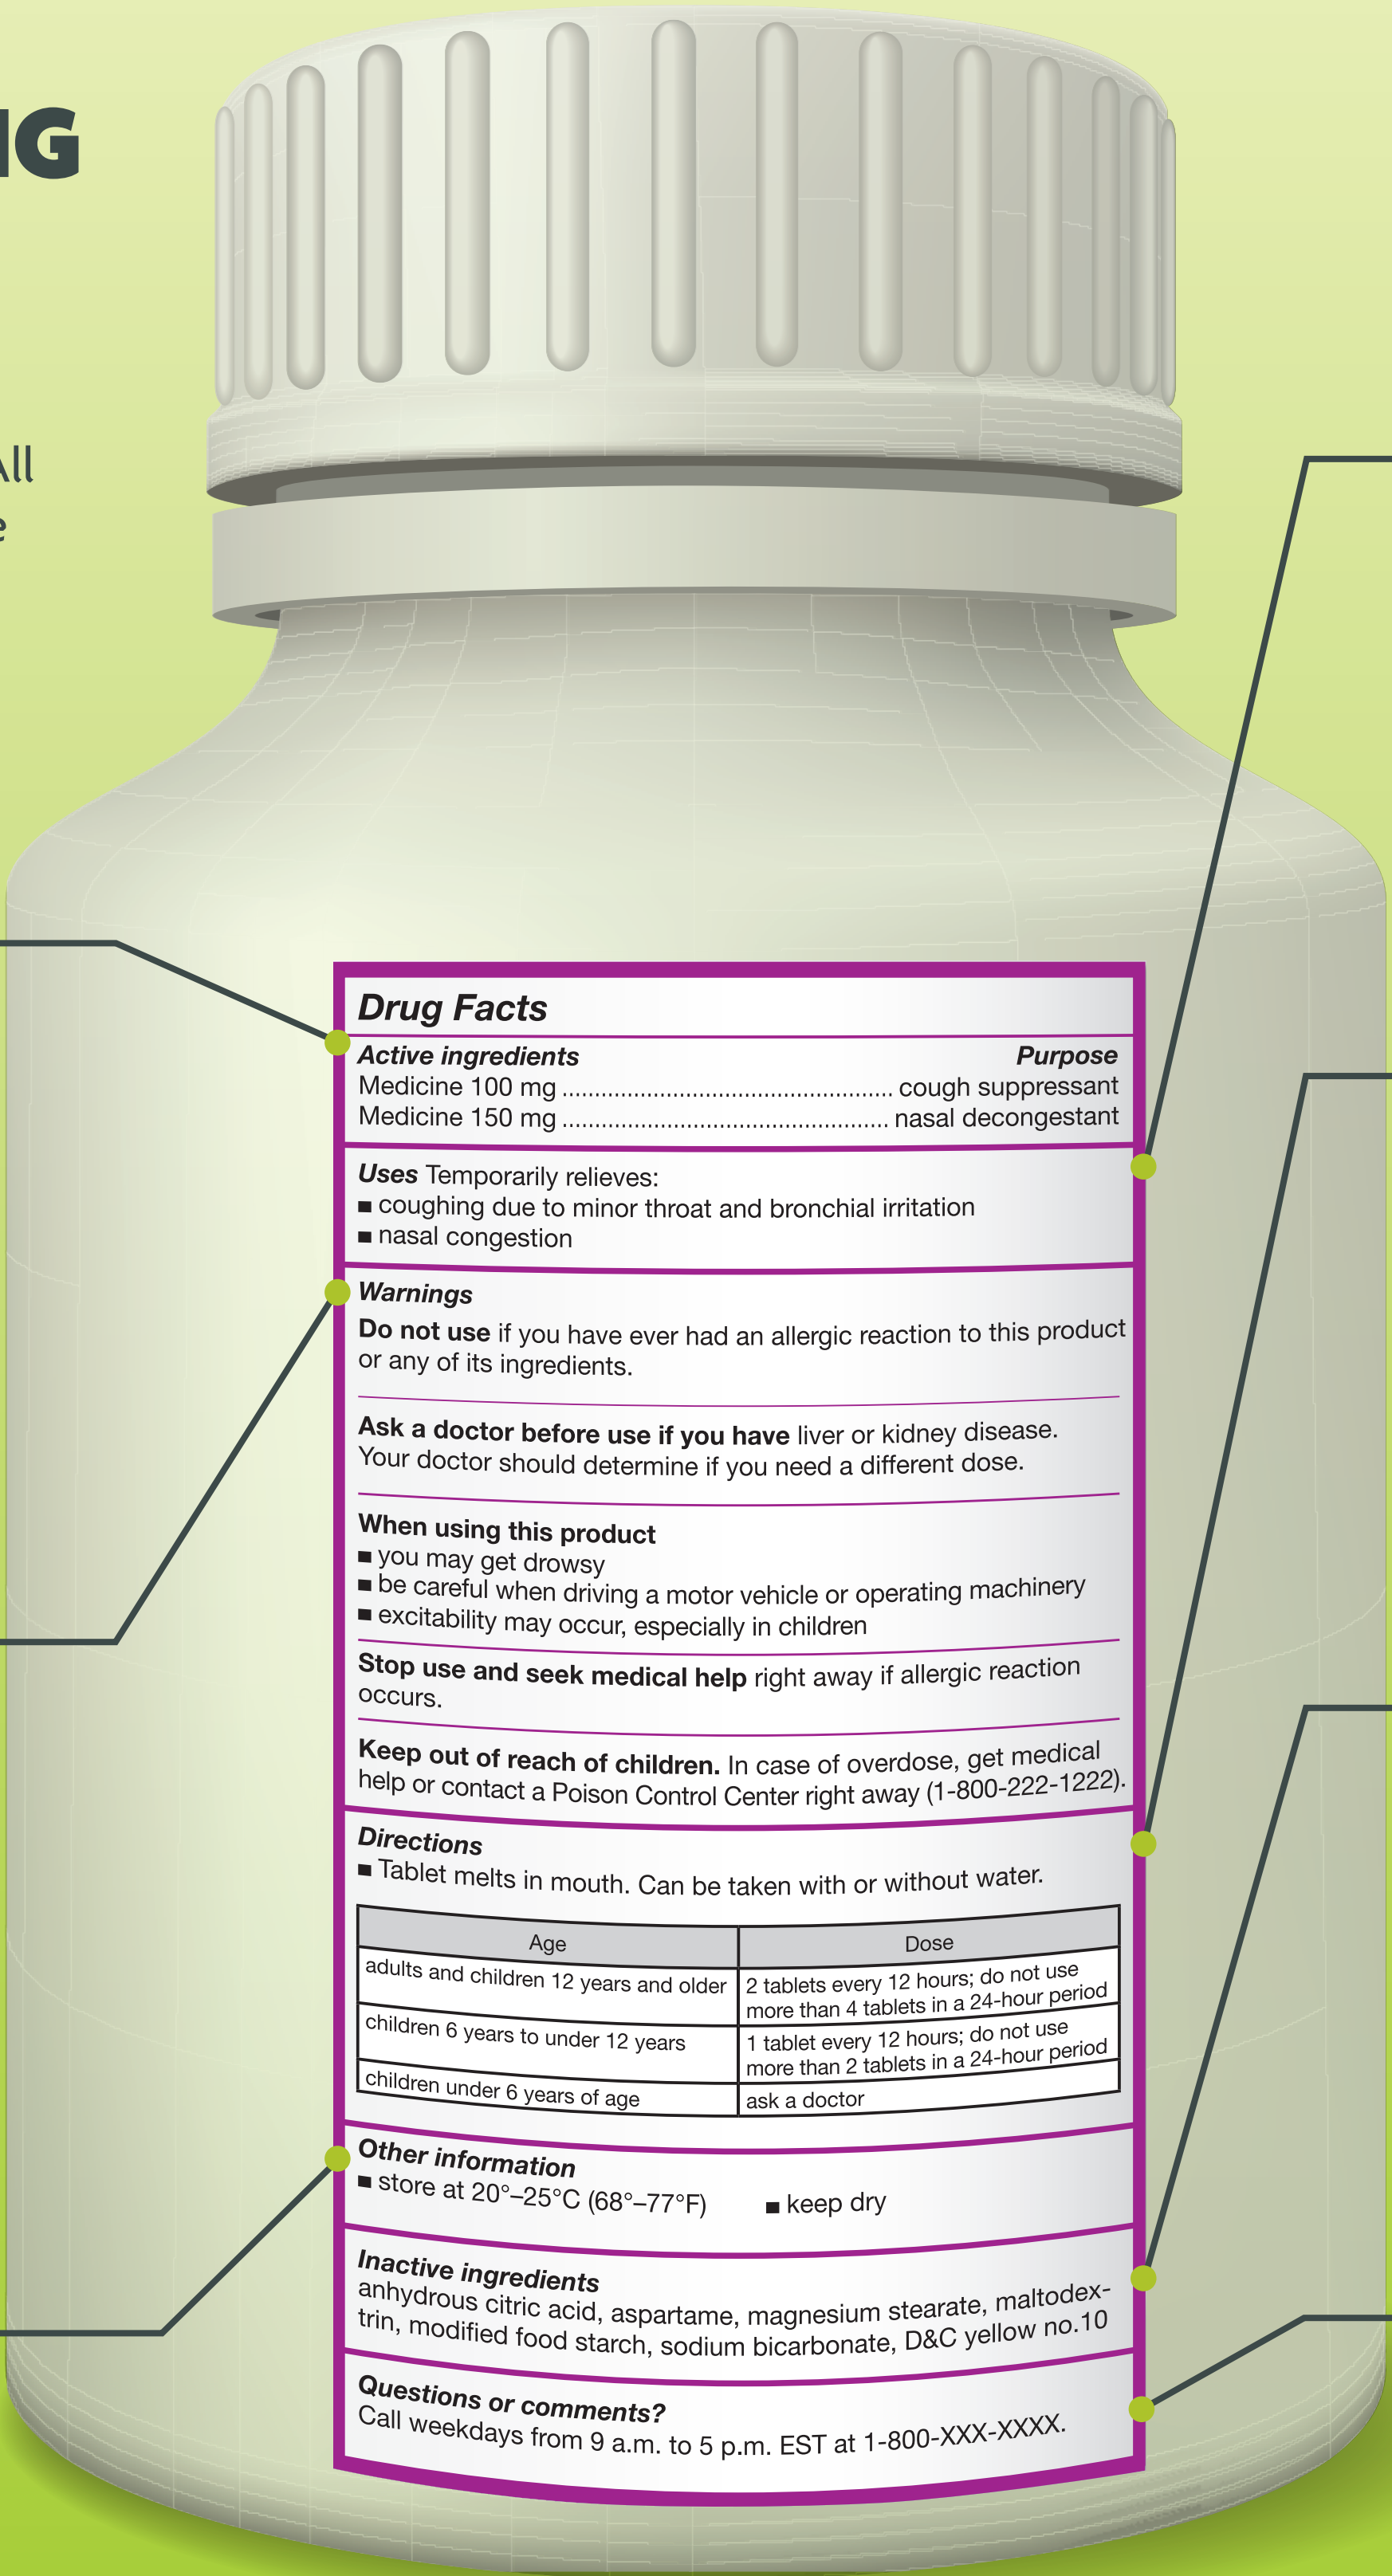 NG
All
e
Drug Facts
Active ingredients Purpose
Medicine 100 mg ........ cough suppressant
Medicine 150 mg ........ nasal decongestant
Uses Temporarily relieves:
■ coughing due to minor throat and bronchial irritation
■ nasal congestion
Warnings
Do not use if you have ever had an allergic reaction to this product
or any of its ingredients.
Ask a doctor before use if you have liver or kidney disease.
Your doctor should determine if you need a different dose.
When using this product
■ you may get drowsy
■ be careful when driving a motor vehicle or operating machinery
■ excitability may occur, especially in children
Stop use and seek medical help right away if allergic reaction
occurs.
Keep out of reach of children. In case of overdose, get medical
help or contact a Poison Control Center right away (1-800-222-1222).
Directions
■ Tablet melts in mouth. Can be taken with or without water.
Age Dose
adults and children 12 years and older 2 tablets every 12 hours; do not use
more than 4 tablets in a 24-hour period
children 6 years to under 12 years 1 tablet every 12 hours; do not use
more than 2 tablets in a 24-hour period
children under 6 years of age ask a doctor
Other information
■ store at 20°–25°C (68°–77°F) ■ keep dry
Inactive ingredients
anhydrous citric acid, aspartame, magnesium stearate, maltodex-
trin, modified food starch, sodium bicarbonate, D&C yellow no.10
Questions or comments?
Call weekdays from 9 a.m. to 5 p.m. EST at 1-800-XXX-XXXX.